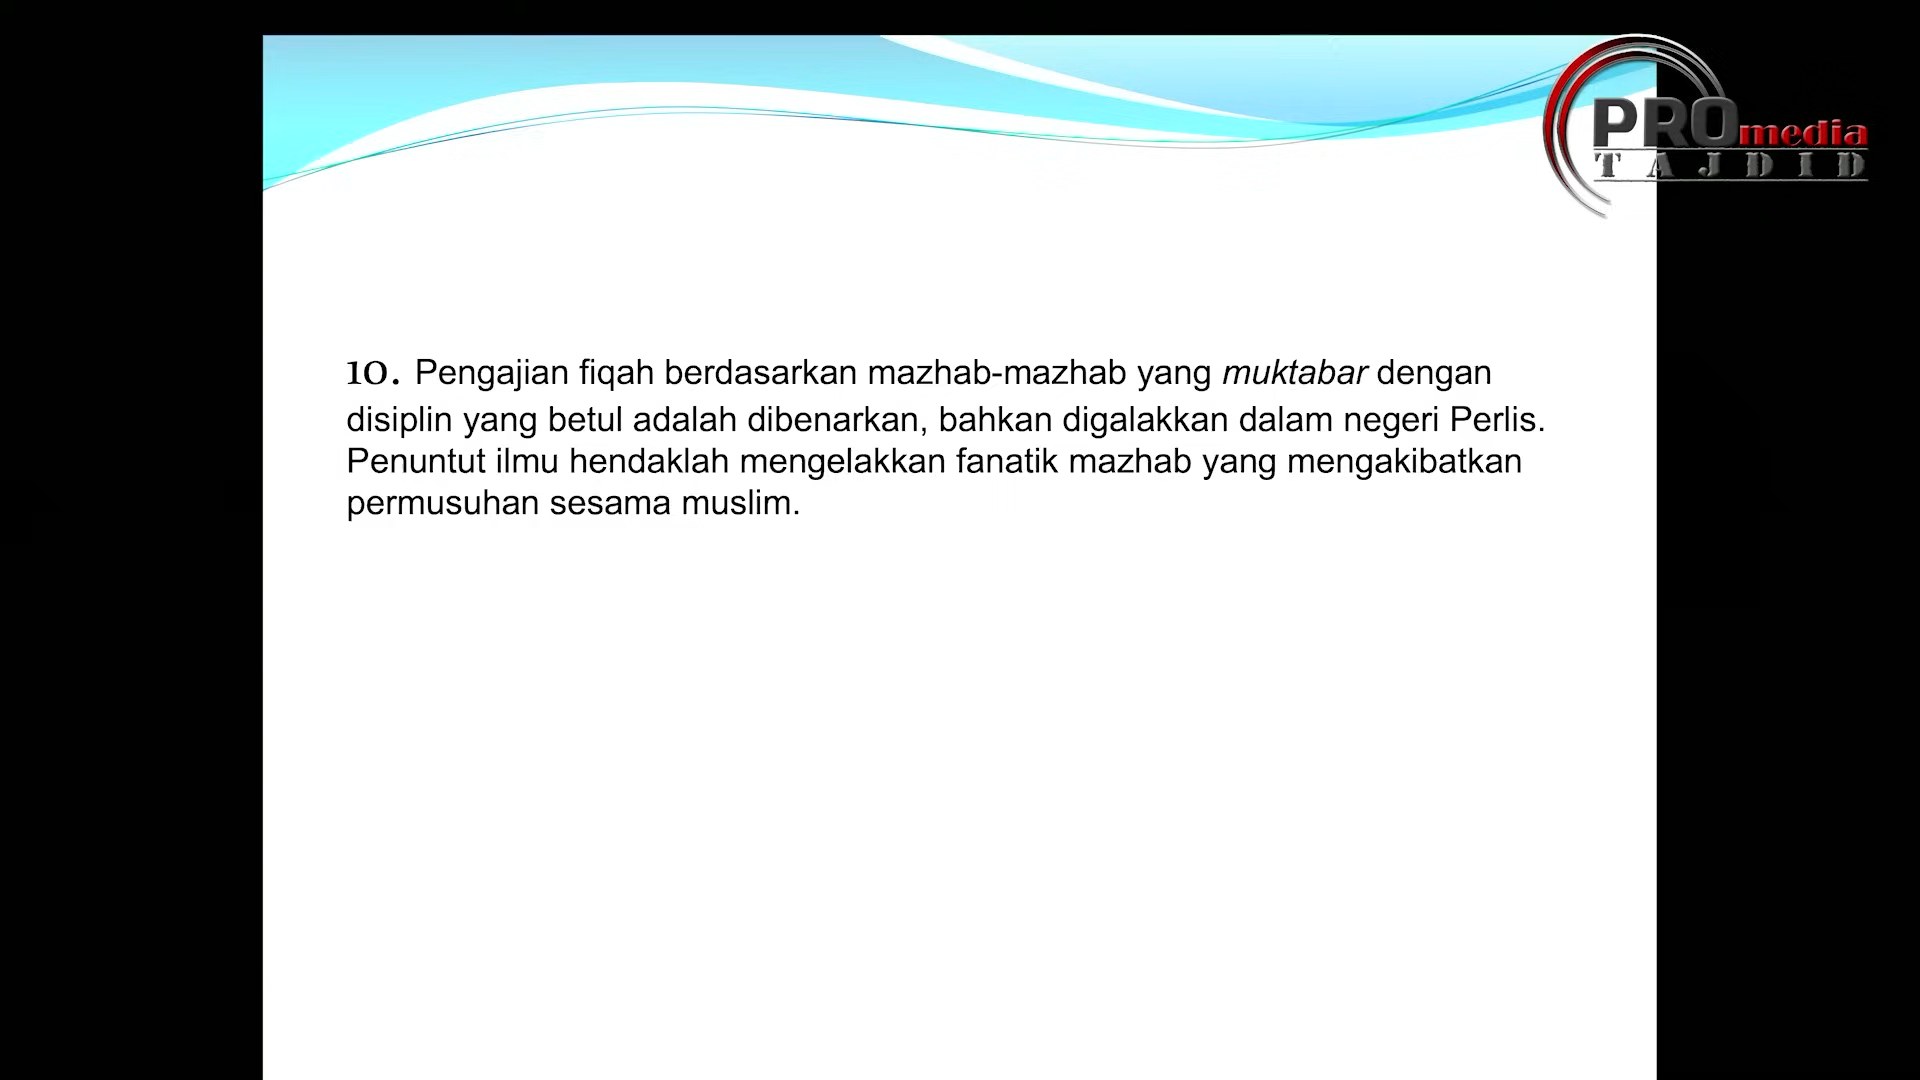 PROmedia
TAJDID
10. Pengajian fiqah berdasarkan mazhab-mazhab yang muktabar dengan
disiplin yang betul adalah dibenarkan, bahkan digalakkan dalam negeri Perlis.
Penuntut ilmu hendaklah mengelakkan fanatik mazhab yang mengakibatkan
permusuhan sesama muslim.